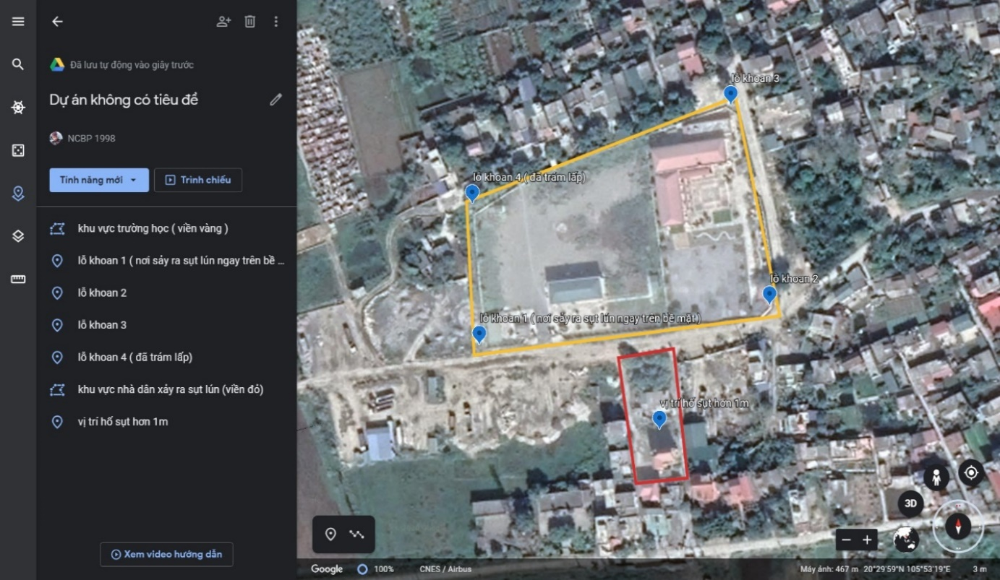 Đã lưu tự động vào giây trước
Dự án không có tiêu đề
NCBP 1998
Tính năng mới
Trình chiếu
khu vực trường học ( viền vàng )
lỗ khoan 1 ( nơi sảy ra sụt lún ngay trên bề ...
lỗ khoan 2
lỗ khoan 3
lỗ khoan 4 ( đã trám lấp)
khu vực nhà dân xảy ra sụt lún (viền đỏ)
vị trí hố sụt hơn 1m
Xem video hướng dẫn
lỗ khoan 3
lỗ khoan 4 ( đã trám lấp)
lỗ khoan 2
lỗ khoan 1 ( nơi sảy ra sụt lún ngay trên bề mặt )
vị trí hố sụt hơn 1m
3D
Google
100%
CNES / Airbus
Máy ảnh: 467 m 20°29'59"N 105°53'19"E
3 m